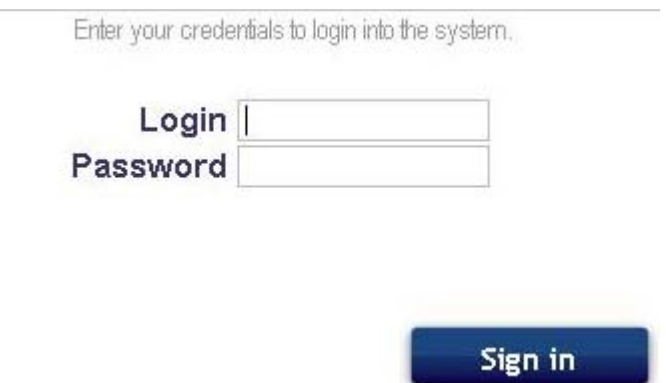 Enter your credentials to login into the system.
Login
Password
Sign in